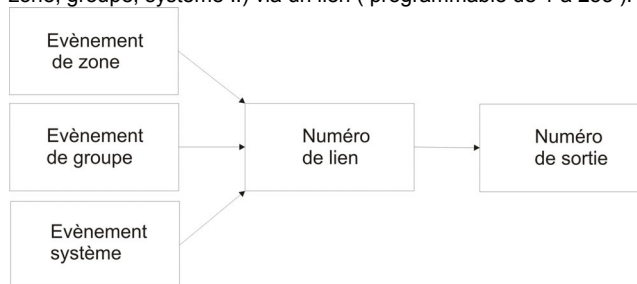 Evènement
de zone
Evènement
de groupe
Numéro
de lien
Numéro
de sortie
Evènement
système